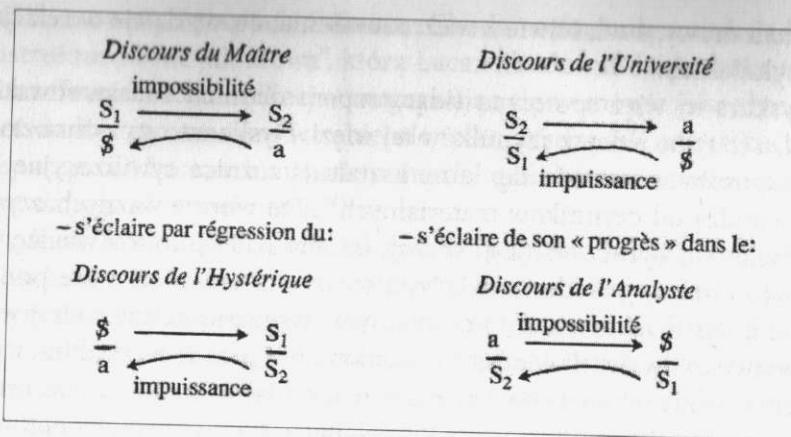 Discours du Maître
impossibilité
S1 S2
$ a
Discours de l'Université
S2 a
S1 $
impuissance
– s'éclaire par régression du:
– s'éclaire de son « progrès » dans le:
Discours de l'Hystérique
$ S1
a S2
impuissance
Discours de l'Analyste
impossibilité
a $
S2 S1